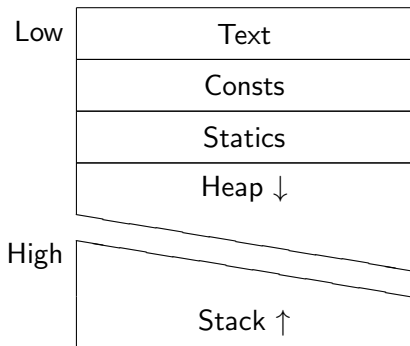 Low
Text
Consts
Statics
Heap ↓
High
Stack ↑